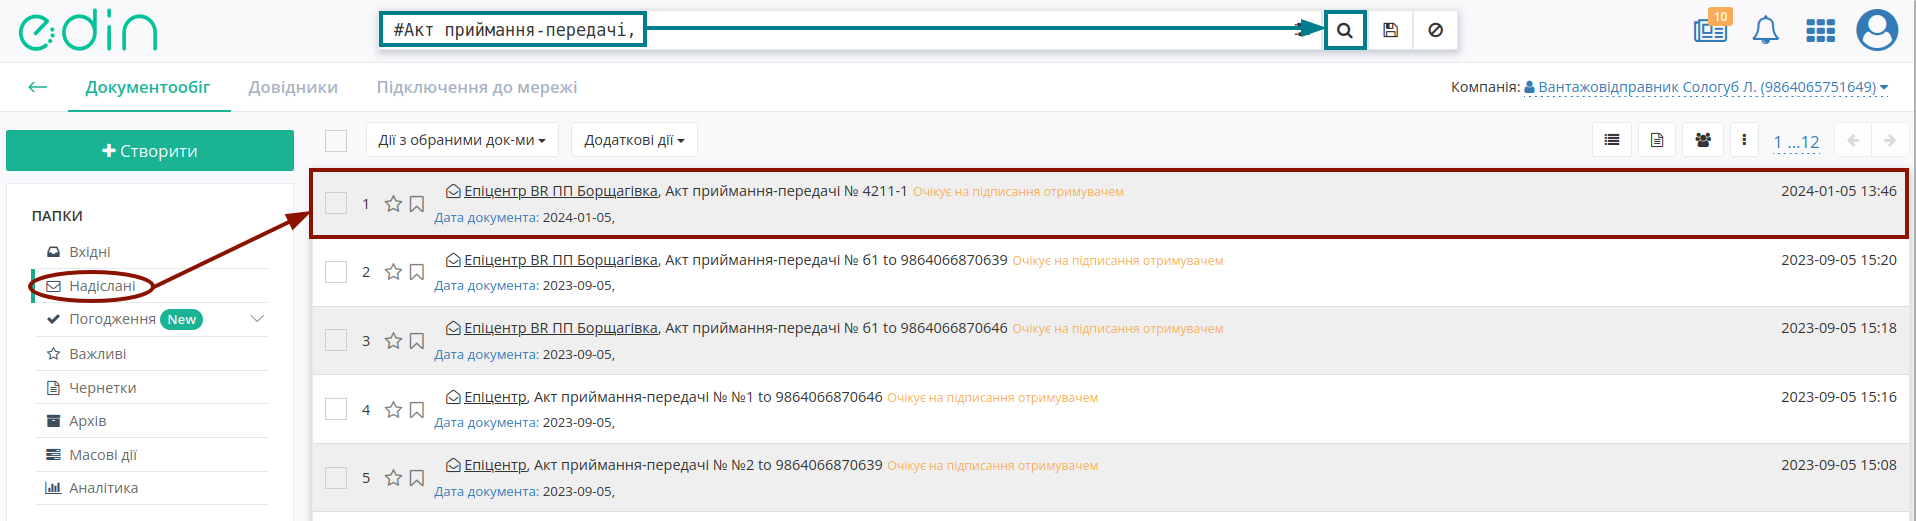 edin
#Акт приймання-передачі,
10
Документообіг Довідники Підключення до мережі
Компанія: Вантажовідправник Сологуб Л. (9864065751649)
Створити
Дії з обраними док-ми Додаткові дії
1 ...12
ПАПКИ
Вхідні
Надіслані
Погодження New
Важливі
Чернетки
Архів
Масові дії
Аналітика
1 Епіцентр BR ПП Борщагівка, Акт приймання-передачі № 4211-1 Очікує на підписання отримувачем 2024-01-05 13:46
Дата документа: 2024-01-05,
2 Епіцентр BR ПП Борщагівка, Акт приймання-передачі № 61 to 9864066870639 Очікує на підписання отримувачем 2023-09-05 15:20
Дата документа: 2023-09-05,
3 Епіцентр BR ПП Борщагівка, Акт приймання-передачі № 61 to 9864066870646 Очікує на підписання отримувачем 2023-09-05 15:18
Дата документа: 2023-09-05,
4 Епіцентр, Акт приймання-передачі № №1 to 9864066870646 Очікує на підписання отримувачем 2023-09-05 15:16
Дата документа: 2023-09-05,
5 Епіцентр, Акт приймання-передачі № №2 to 9864066870639 Очікує на підписання отримувачем 2023-09-05 15:08
Дата документа: 2023-09-05,